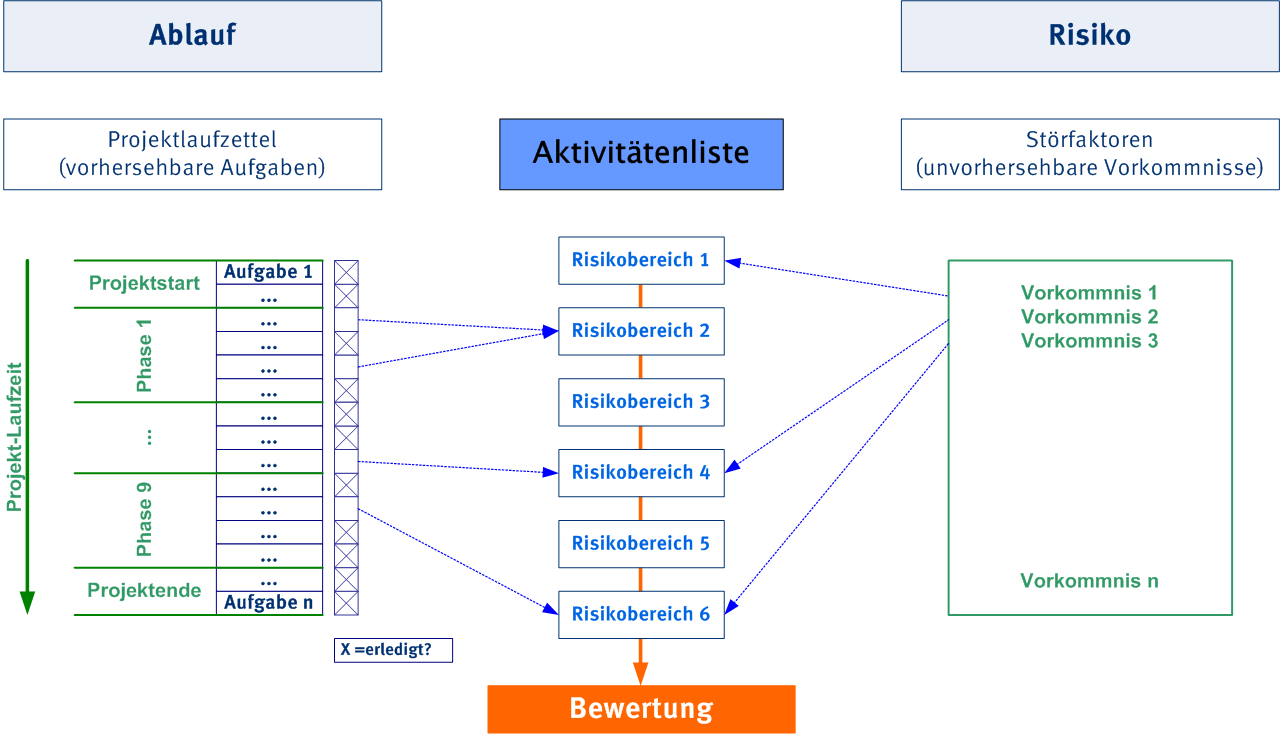 Ablauf
Risiko
Projektlaufzettel
(vorhersehbare Aufgaben)
Aktivitätenliste
Störfaktoren
(unvorhersehbare Vorkommnisse)
Projekt-Laufzeit
Projektstart
Phase 1
...
Phase 9
Projektende
Aufgabe 1
...
...
...
...
...
...
...
...
...
...
...
...
...
Aufgabe n
X =erledigt?
Risikobereich 1
Risikobereich 2
Risikobereich 3
Risikobereich 4
Risikobereich 5
Risikobereich 6
Bewertung
Vorkommnis 1
Vorkommnis 2
Vorkommnis 3
Vorkommnis n